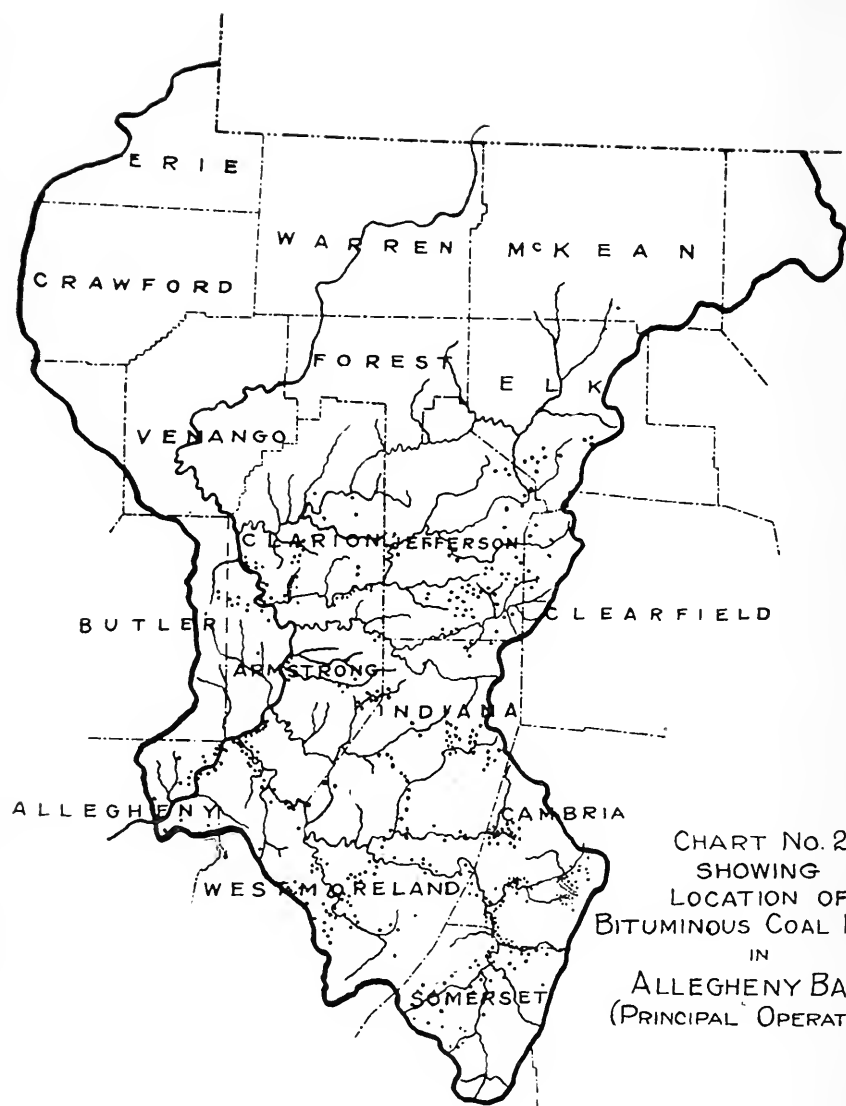 ERIE
WARREN
McKEAN
CRAWFORD
FOREST
ELK
VENANGO
CLARION
JEFFERSON
BUTLER
CLEARFIELD
ARMSTRONG
INDIANA
ALLEGHENY
CAMBRIA
WESTMORELAND
SOMERSET
CHART No. 2
SHOWING
LOCATION OF
BITUMINOUS COAL
IN
ALLEGHENY BA
(PRINCIPAL OPERAT